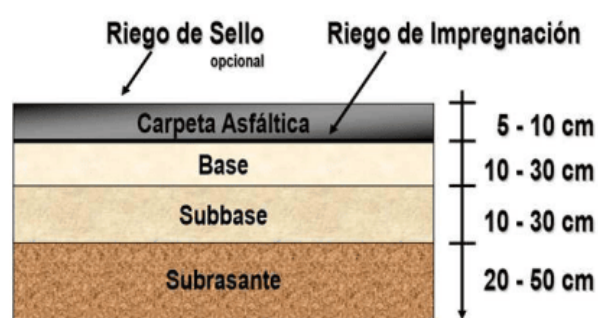 Riego de Sello
opcional
Riego de Impregnación
Carpeta Asfáltica
5 - 10 cm
Base
10 - 30 cm
Subbase
10 - 30 cm
Subrasante
20 - 50 cm